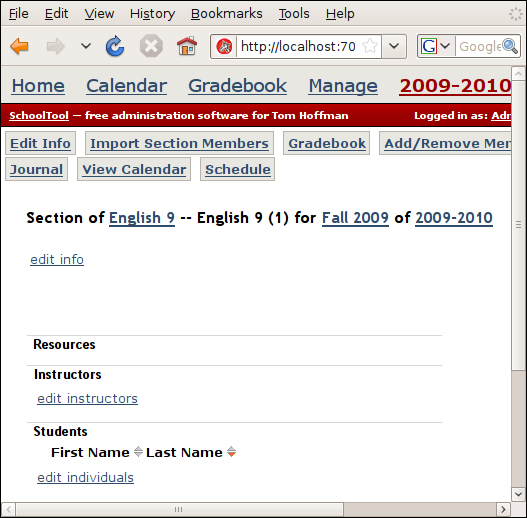 File Edit View History Bookmarks Tools Help
http://localhost:70 G Google
Home Calendar Gradebook Manage 2009-2010
SchoolTool — free administration software for Tom Hoffman Logged in as: Adr
Edit Info Import Section Members Gradebook Add/Remove Mem
Journal View Calendar Schedule
Section of English 9 -- English 9 (1) for Fall 2009 of 2009-2010
edit info
Resources
Instructors
edit instructors
Students
First Name Last Name
edit individuals